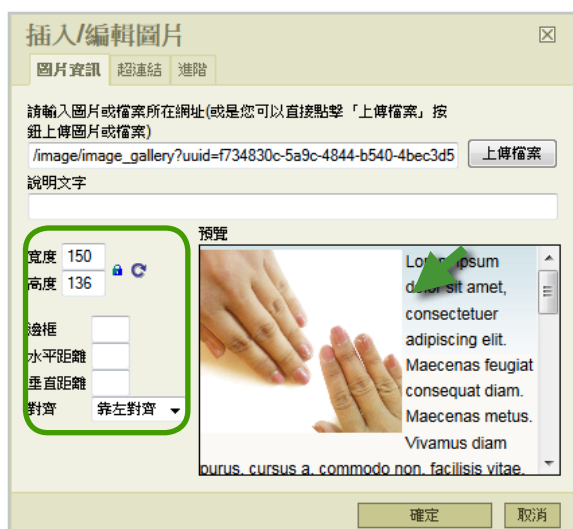 插入/編輯圖片
圖片資訊 超連結 進階
請輸入圖片或檔案所在網址(或是您可以直接點擊「上傳檔案」按
鈕上傳圖片或檔案)
/image/image_gallery?uuid=f734830c-5a9c-4844-b540-4bec3d5 上傳檔案
說明文字
預覽
寬度 150
高度 136
邊框
水平距離
垂直距離
對齊 靠左對齊
Lorem ipsum
dolor sit amet,
consectetuer
adipiscing elit.
Maecenas feugiat
consequat diam.
Maecenas metus.
Vivamus diam
purus, cursus a, commodo non, facilisis vitae,
確定 取消